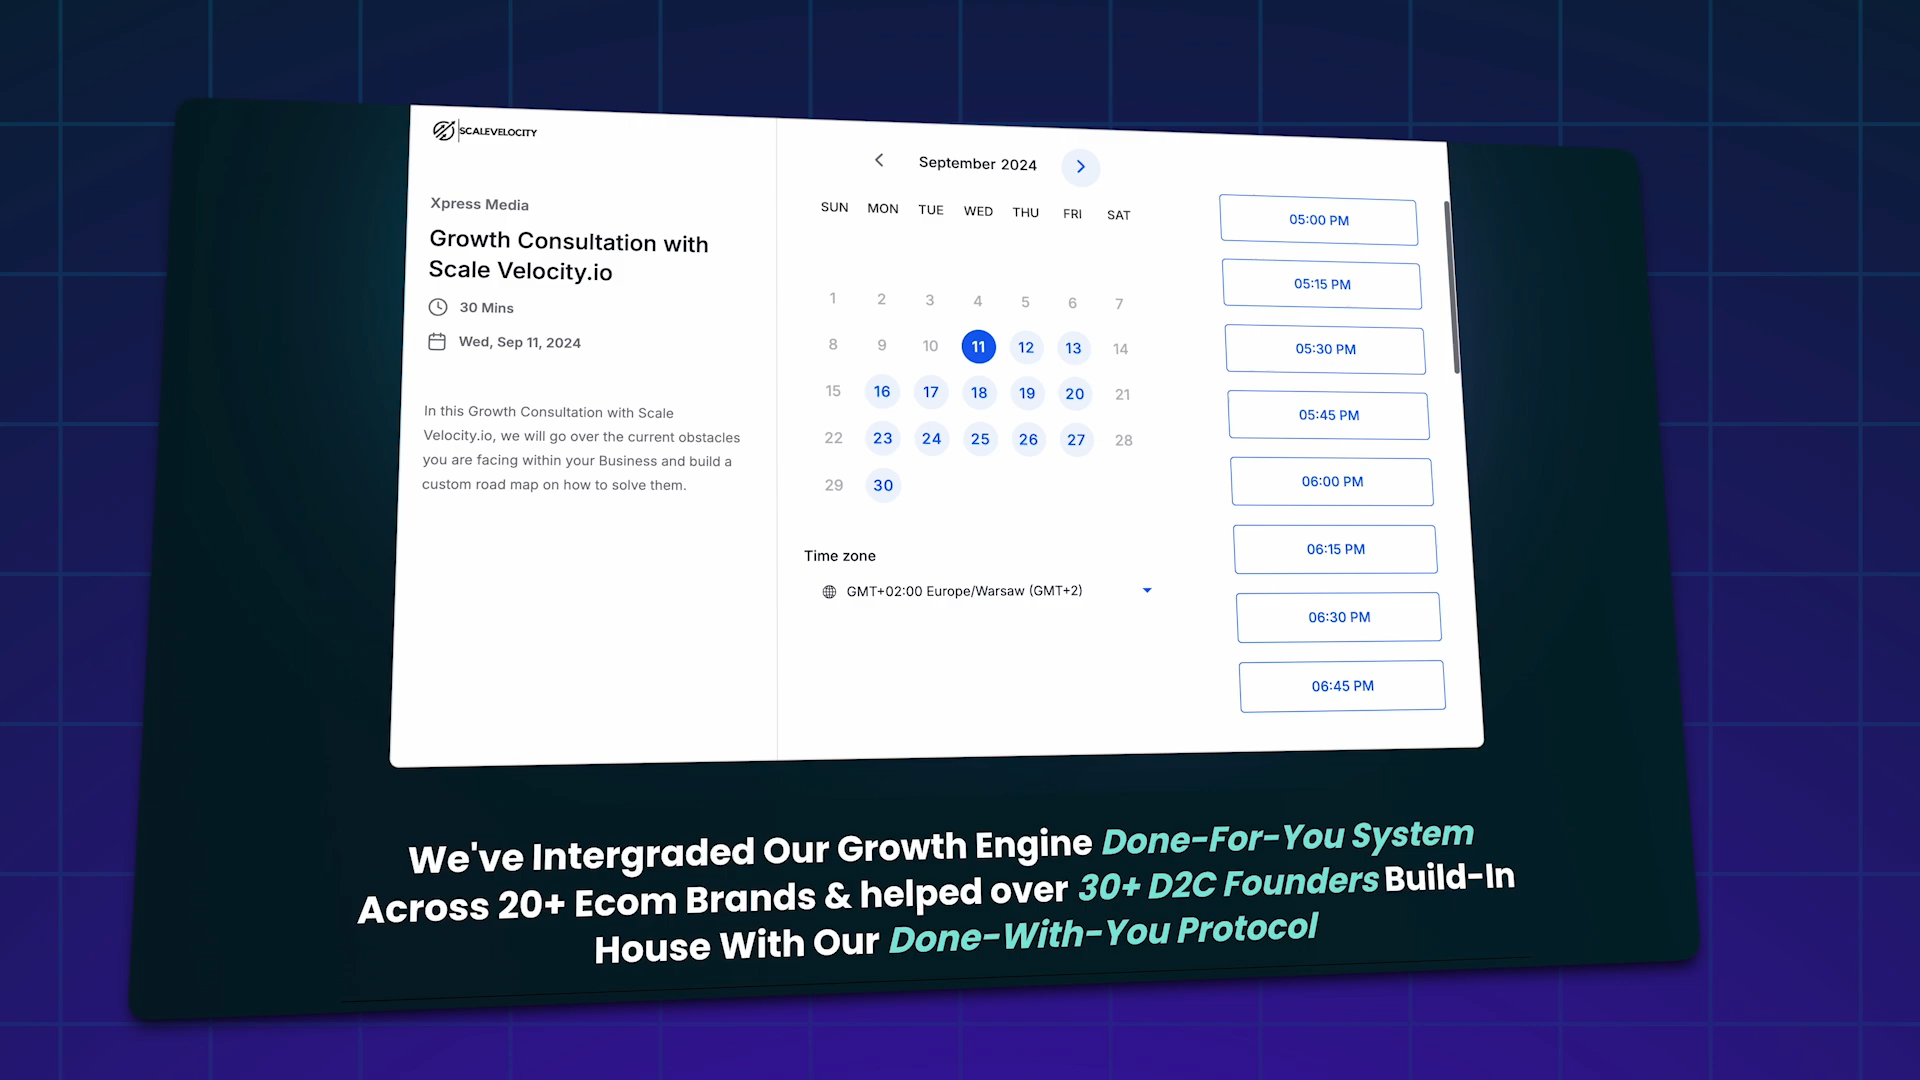 SCALEVELOCITY
Xpress Media
Growth Consultation with
Scale Velocity.io
30 Mins
Wed, Sep 11, 2024
In this Growth Consultation with Scale
Velocity.io, we will go over the current obstacles
you are facing within your Business and build a
custom road map on how to solve them.
September 2024
SUN MON TUE WED THU FRI SAT
1 2 3 4 5 6 7
8 9 10 11 12 13 14
15 16 17 18 19 20 21
22 23 24 25 26 27 28
29 30
Time zone
GMT+02:00 Europe/Warsaw (GMT+2)
05:00 PM
05:15 PM
05:30 PM
05:45 PM
06:00 PM
06:15 PM
06:30 PM
06:45 PM
We've Intergraded Our Growth Engine Done-For-You System
Across 20+ Ecom Brands & helped over 30+ D2C Founders Build-In
House With Our Done-With-You Protocol